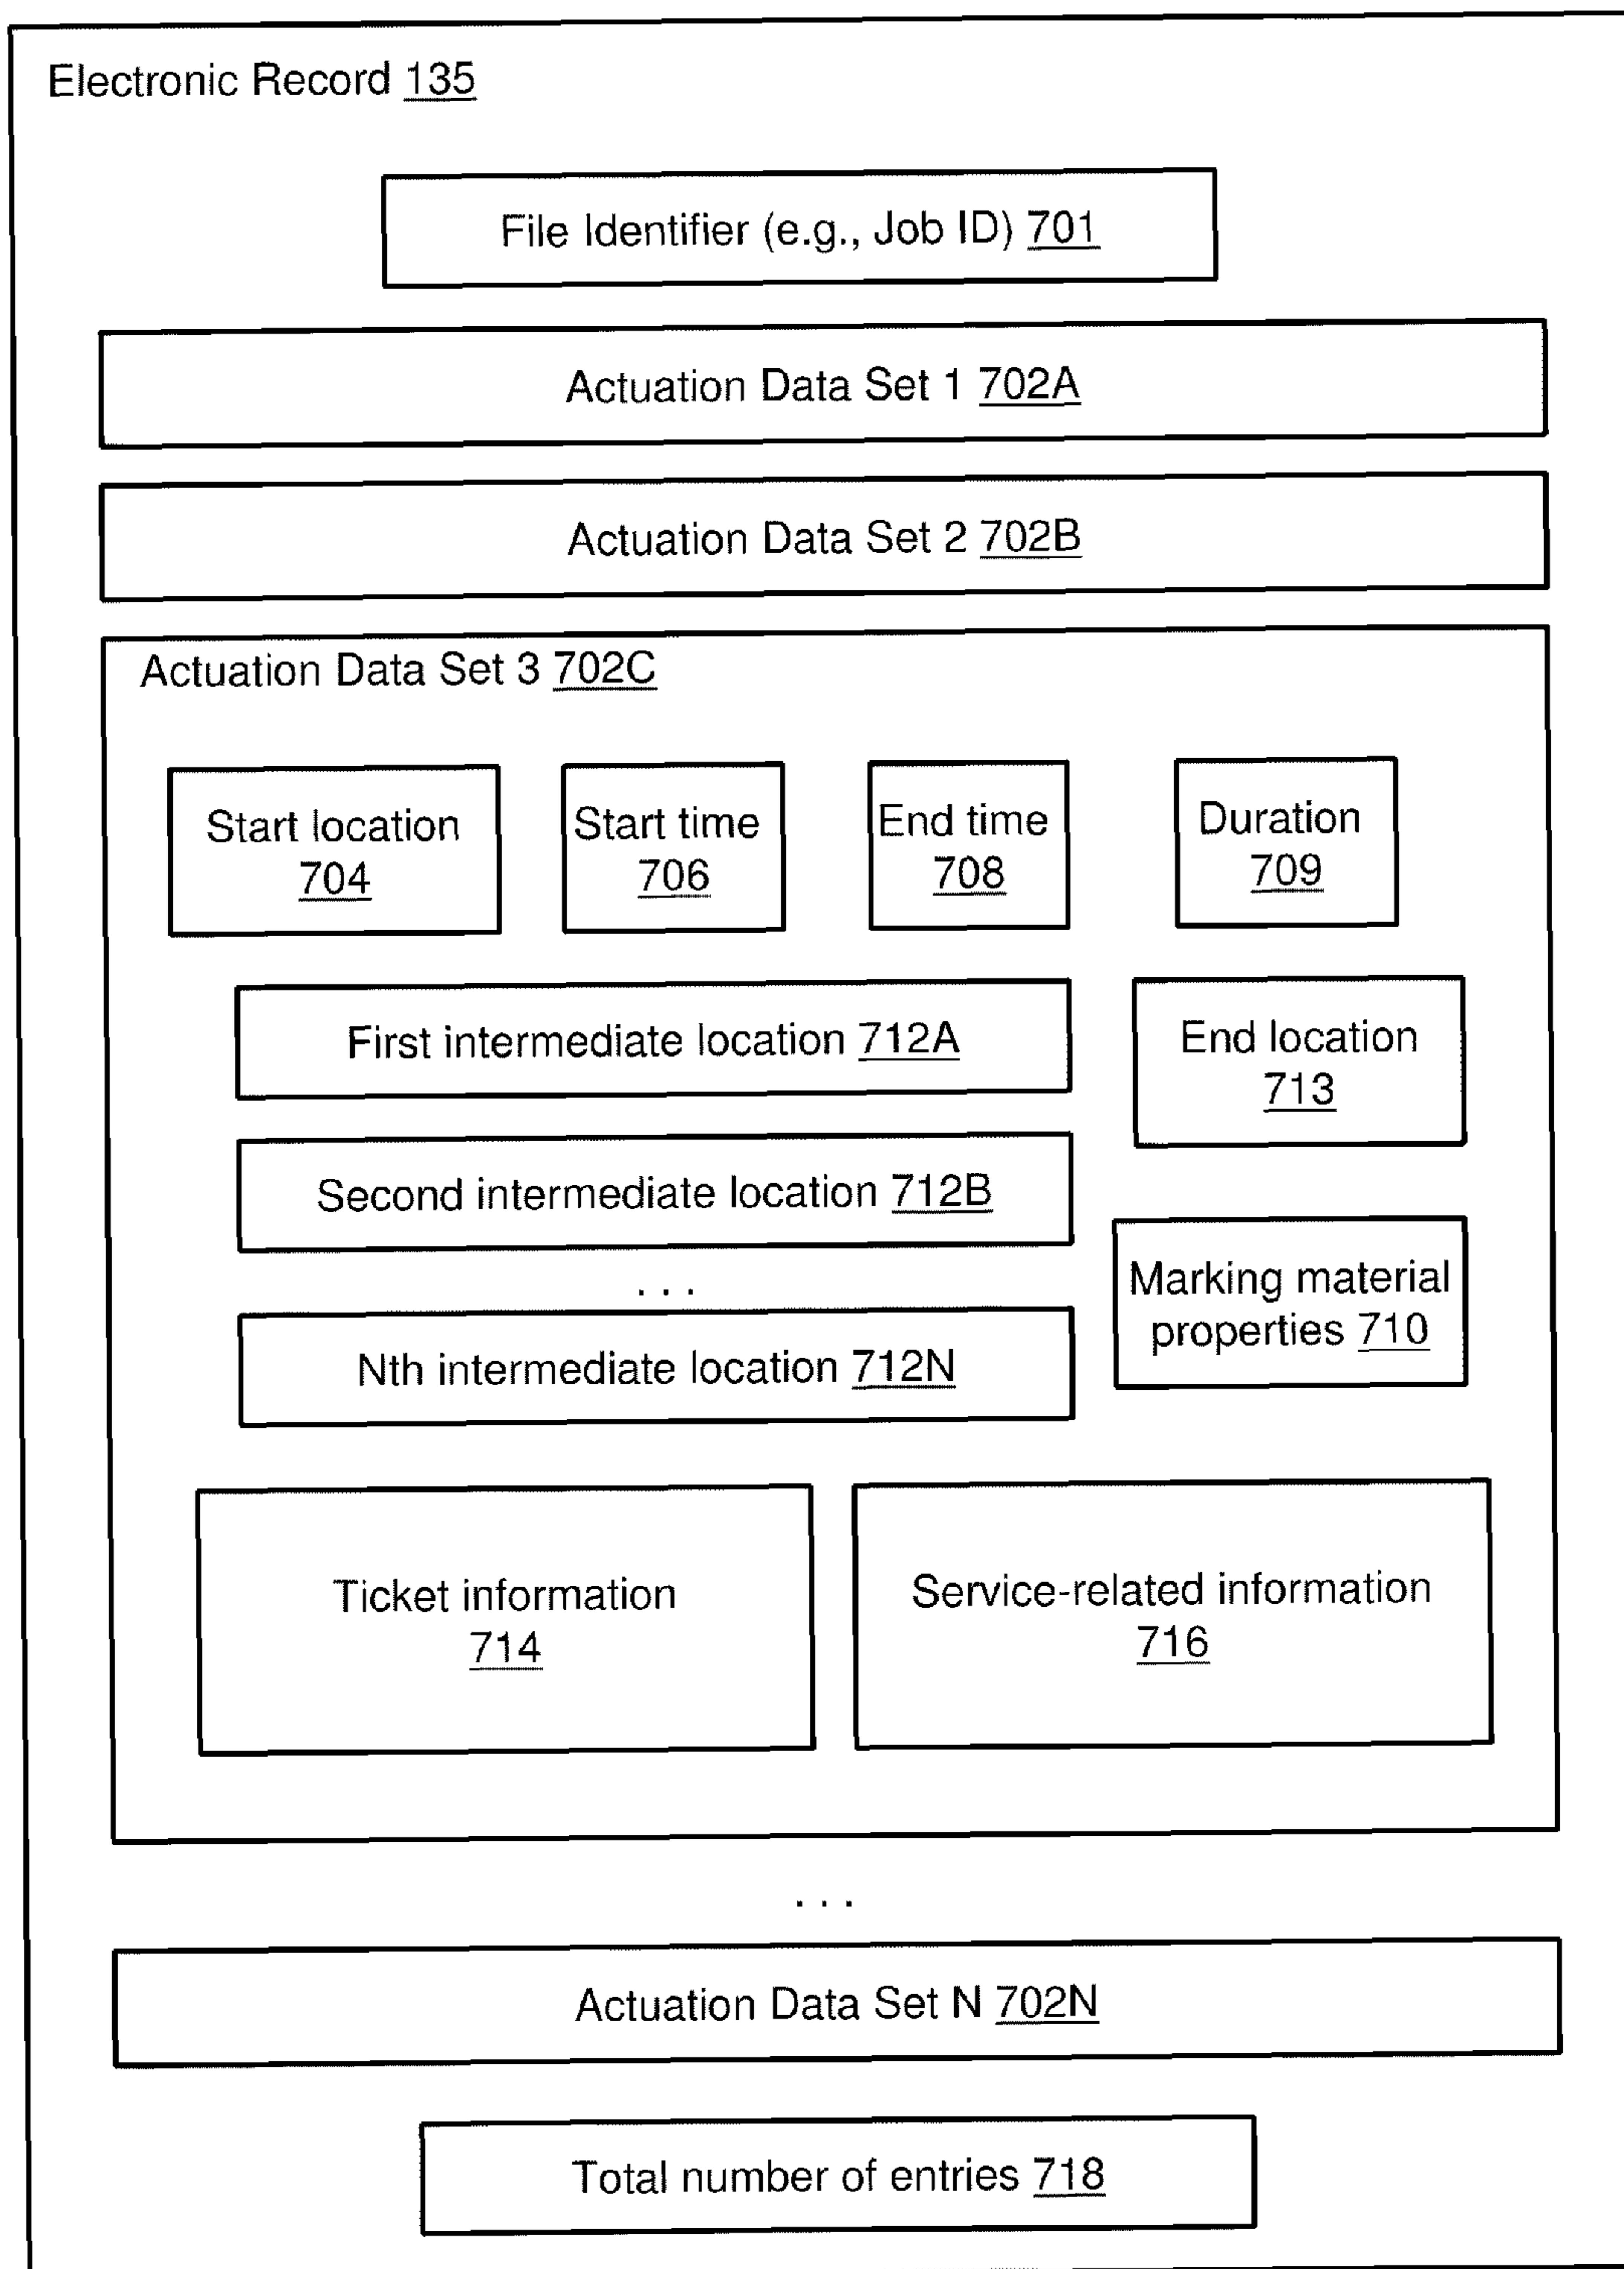 Electronic Record 135
File Identifier (e.g., Job ID) 701
Actuation Data Set 1 702A
Actuation Data Set 2 702B
Actuation Data Set 3 702C
Start location
704
Start time
706
End time
708
Duration
709
First intermediate location 712A
End location
713
Second intermediate location 712B
. . .
Marking material
properties 710
Nth intermediate location 712N
Ticket information
714
Service-related information
716
. . .
Actuation Data Set N 702N
Total number of entries 718